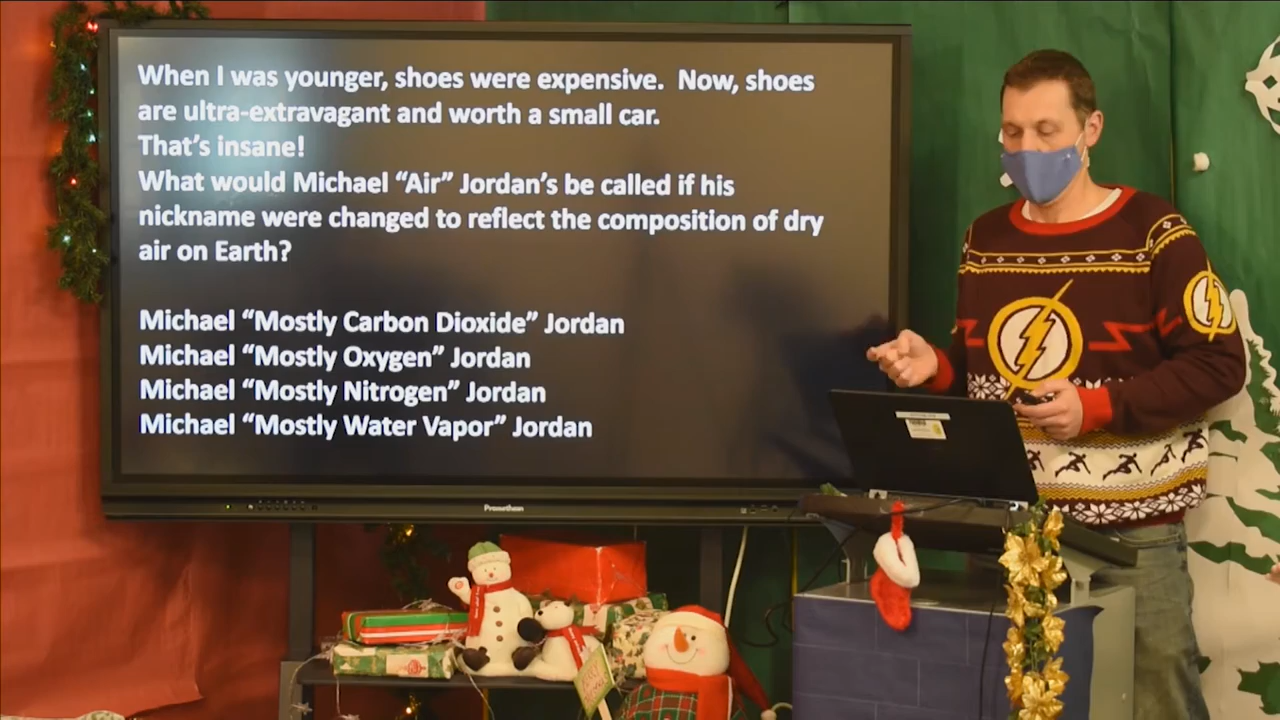 When I was younger, shoes were expensive.  Now, shoes
are ultra-extravagant and worth a small car.
That's insane!
What would Michael “Air” Jordan's be called if his
nickname were changed to reflect the composition of dry
air on Earth?
Michael “Mostly Carbon Dioxide” Jordan
Michael “Mostly Oxygen” Jordan
Michael “Mostly Nitrogen” Jordan
Michael “Mostly Water Vapor” Jordan
Promethean